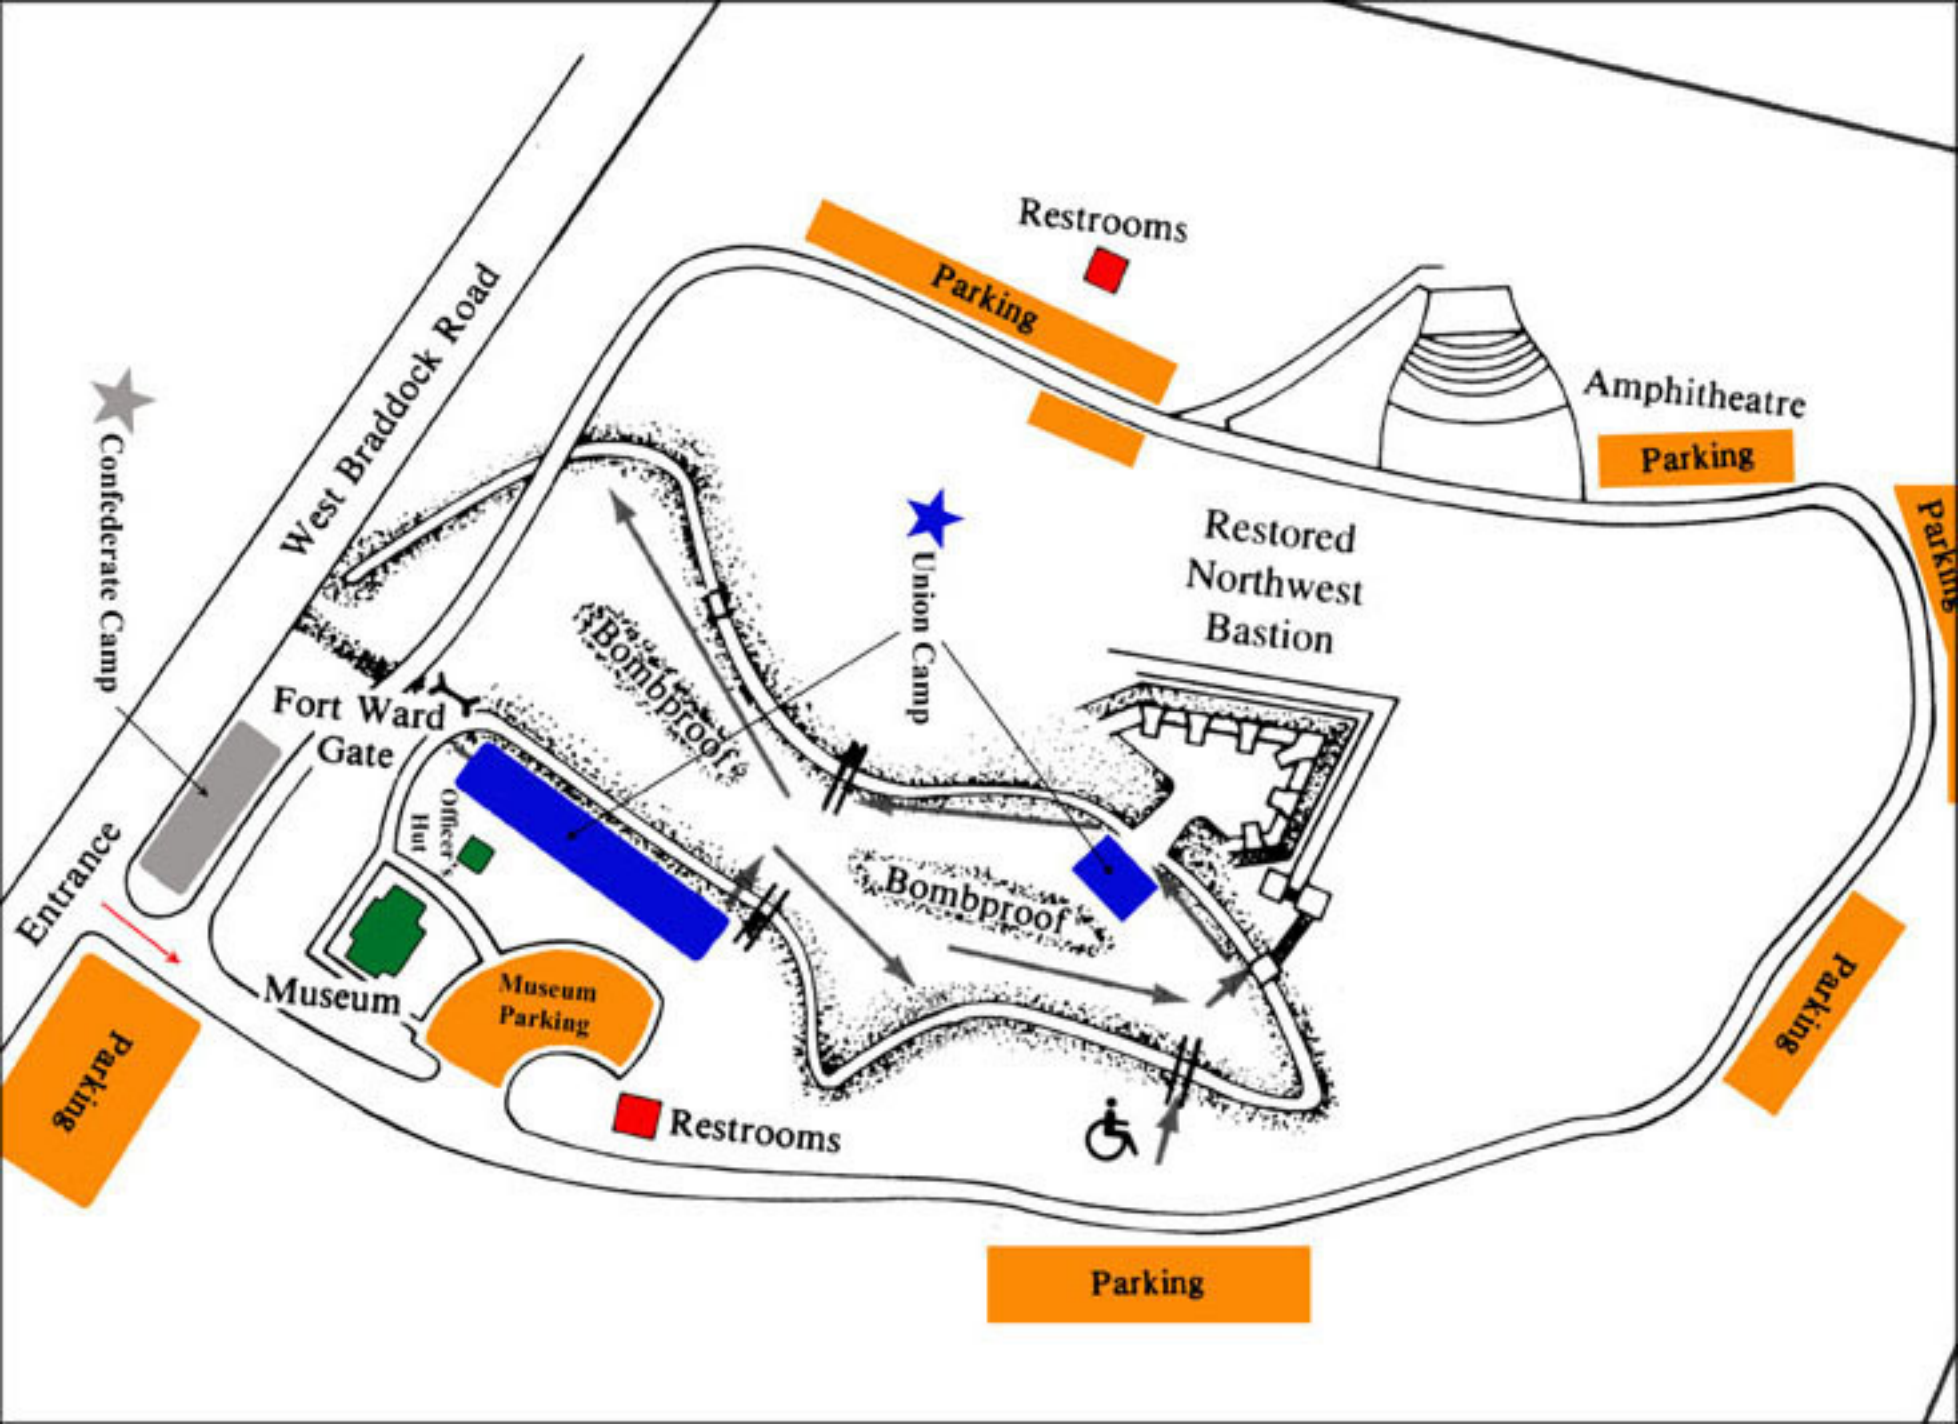 Restrooms
Parking
Amphitheatre
Parking
Parking
West Braddock Road
Confederate Camp
Restored
Northwest
Bastion
Union Camp
Bombproof
Fort Ward
Gate
Officer's
Hut
Entrance
Bombproof
Museum
Museum
Parking
Parking
Parking
Restrooms
Parking